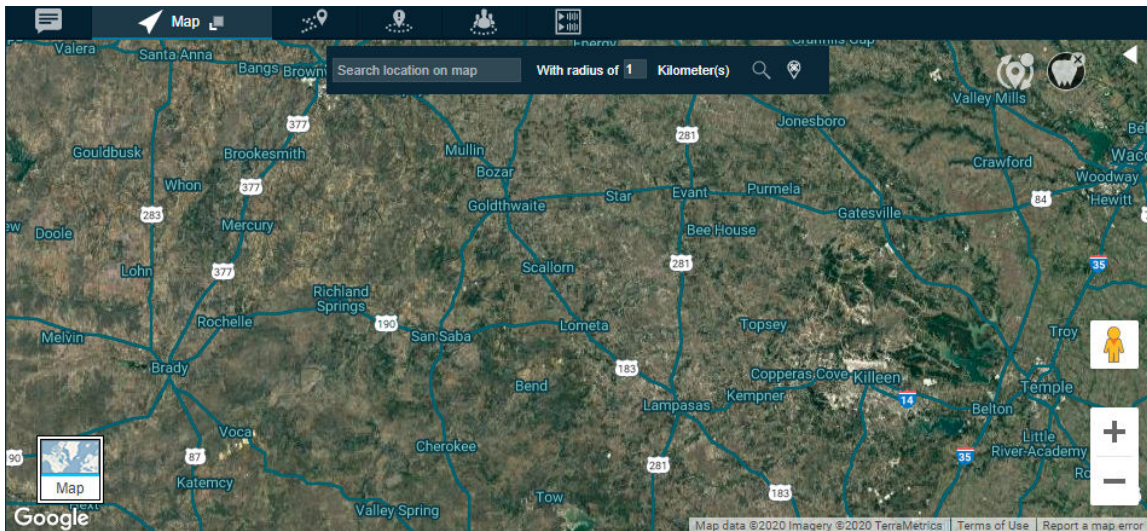 Map
Search location on map
With radius of 1 Kilometer(s)
Valera
Santa Anna
Bangs
Valley Mills
377
281
Jonesboro
Gouldbusk
Brookesmith
Mullin
Crawford
Whon
377
Bozar
Woodway
Star
Evant
Purmela
84
Hewitt
283
Goldthwaite
Gatesville
Doole
Mercury
Bee House
Lohn
377
Scallorn
281
35
Richland
Springs
Rochelle
190
San Saba
Lometa
Topsey
Troy
Melvin
Brady
183
Copperas Cove
Killeen
Bend
Kempner
14
Temple
Lampasas
Belton
Voca
Cherokee
Little
River-Academy
87
281
35
Map
Katemcy
183
Tow
Valley Spring
Google
Map data ©2020 Imagery ©2020 TerraMetrics
Terms of Use
Report a map error